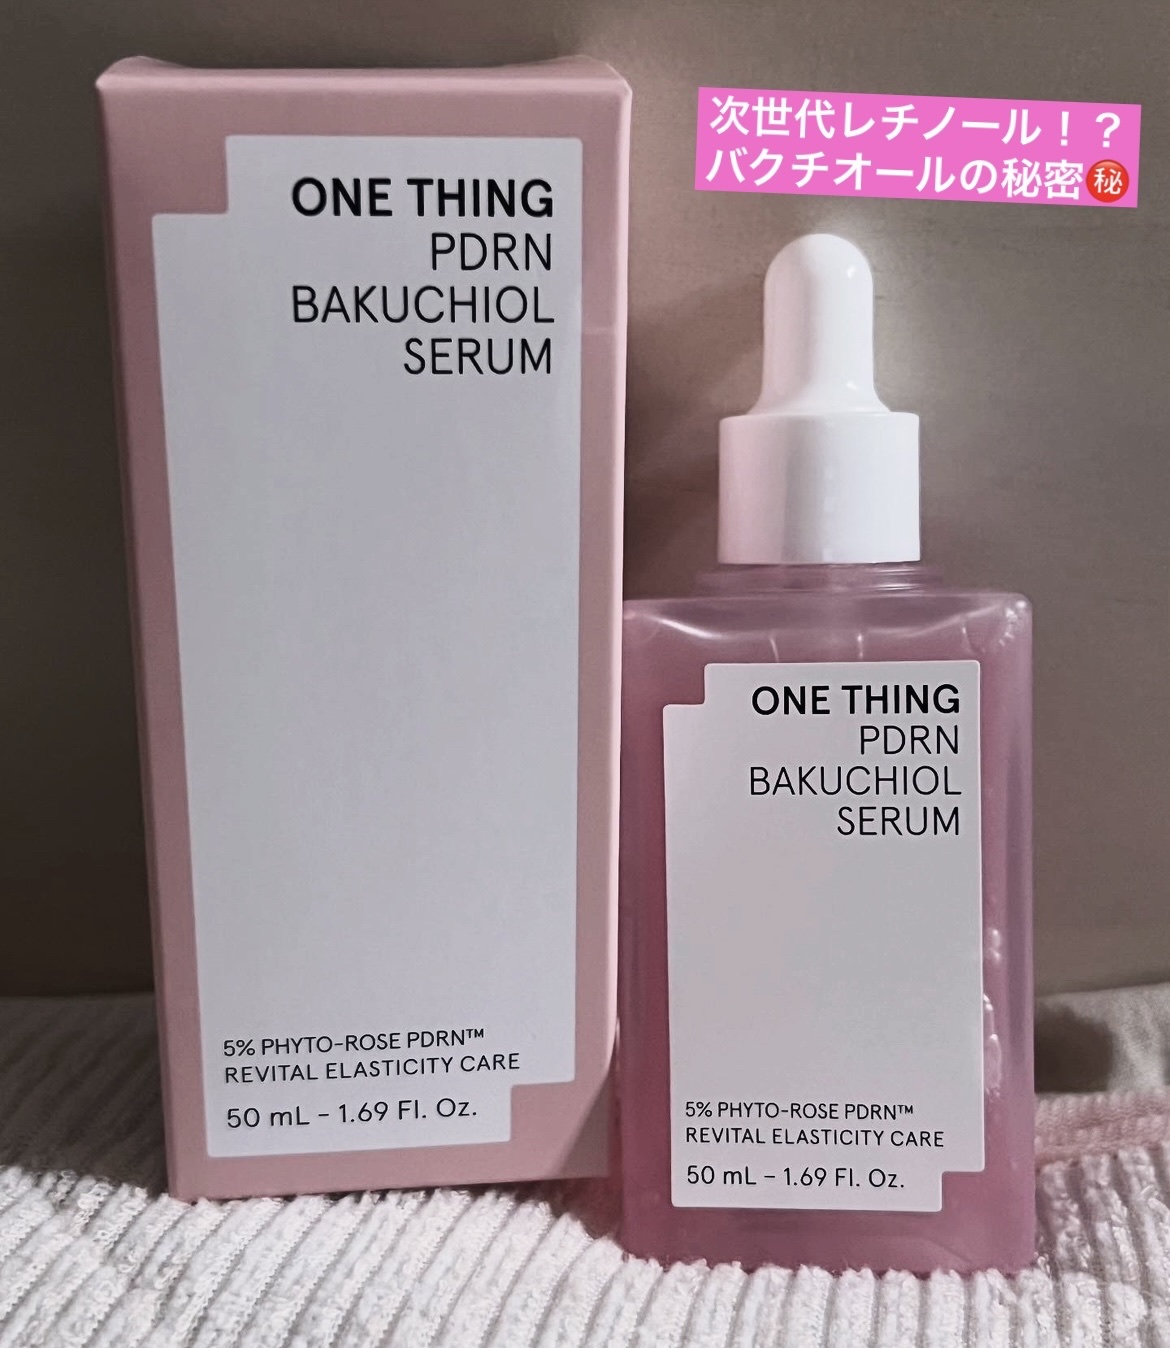 次世代レチノール！？
バクチオールの秘密㊙
ONE THING
PDRN
BAKUCHIOL
SERUM
5% PHYTO-ROSE PDRN™
REVITAL ELASTICITY CARE
50 mL – 1.69 Fl. Oz.
ONE THING
PDRN
BAKUCHIOL
SERUM
5% PHYTO-ROSE PDRN™
REVITAL ELASTICITY CARE
50 mL – 1.69 Fl. Oz.